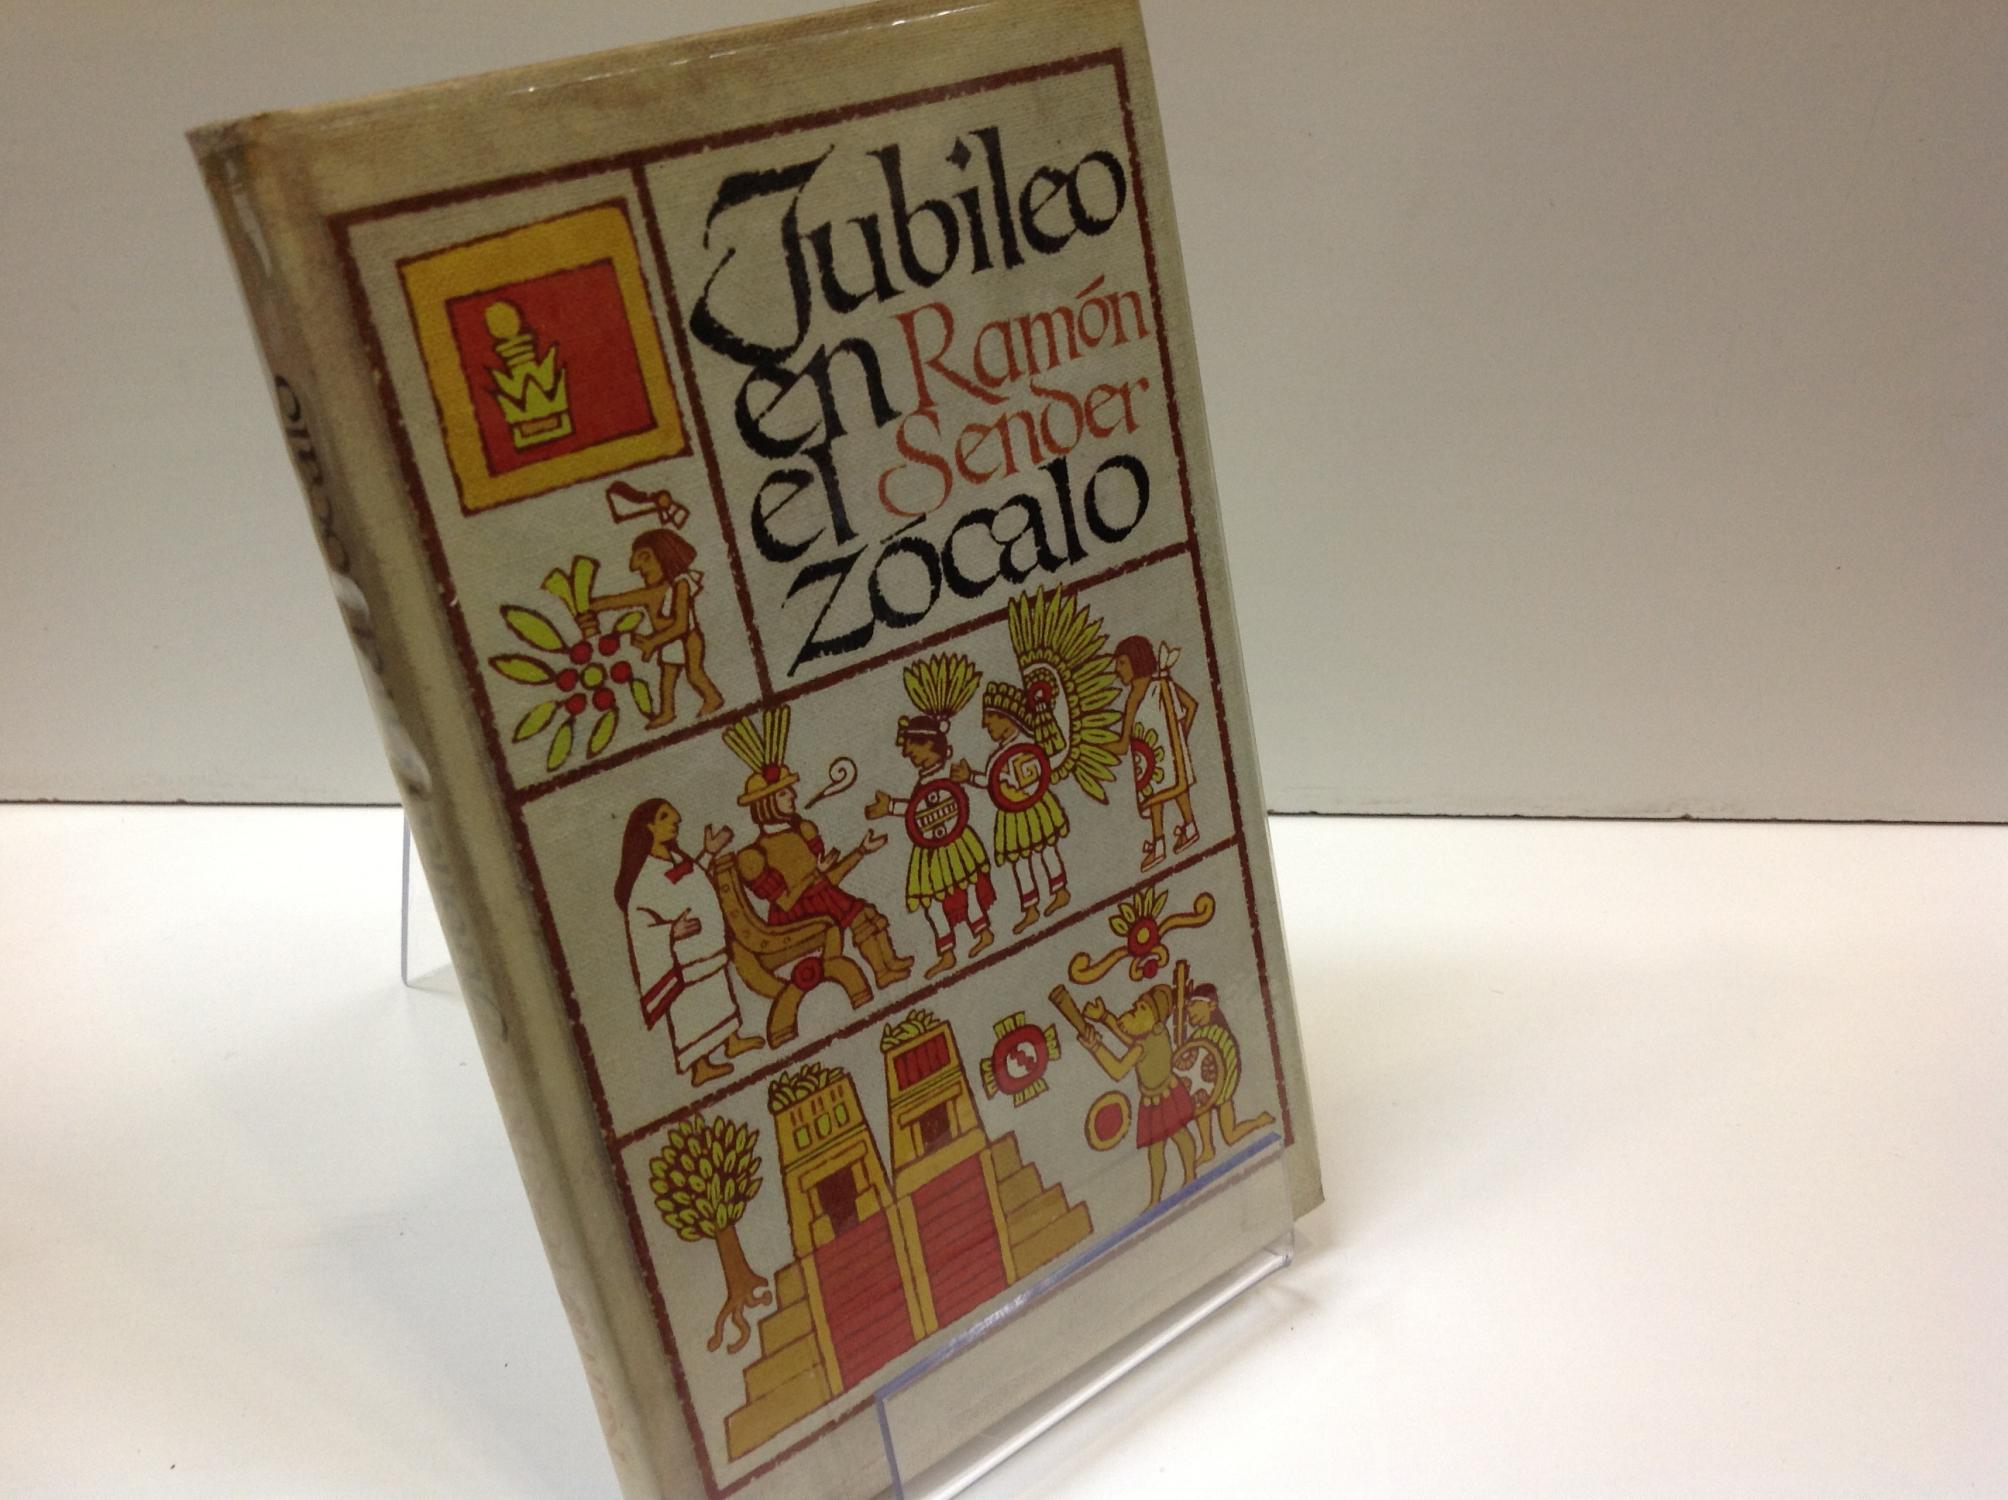 Jubileo
en
Ramón
el
Sender
zócalo